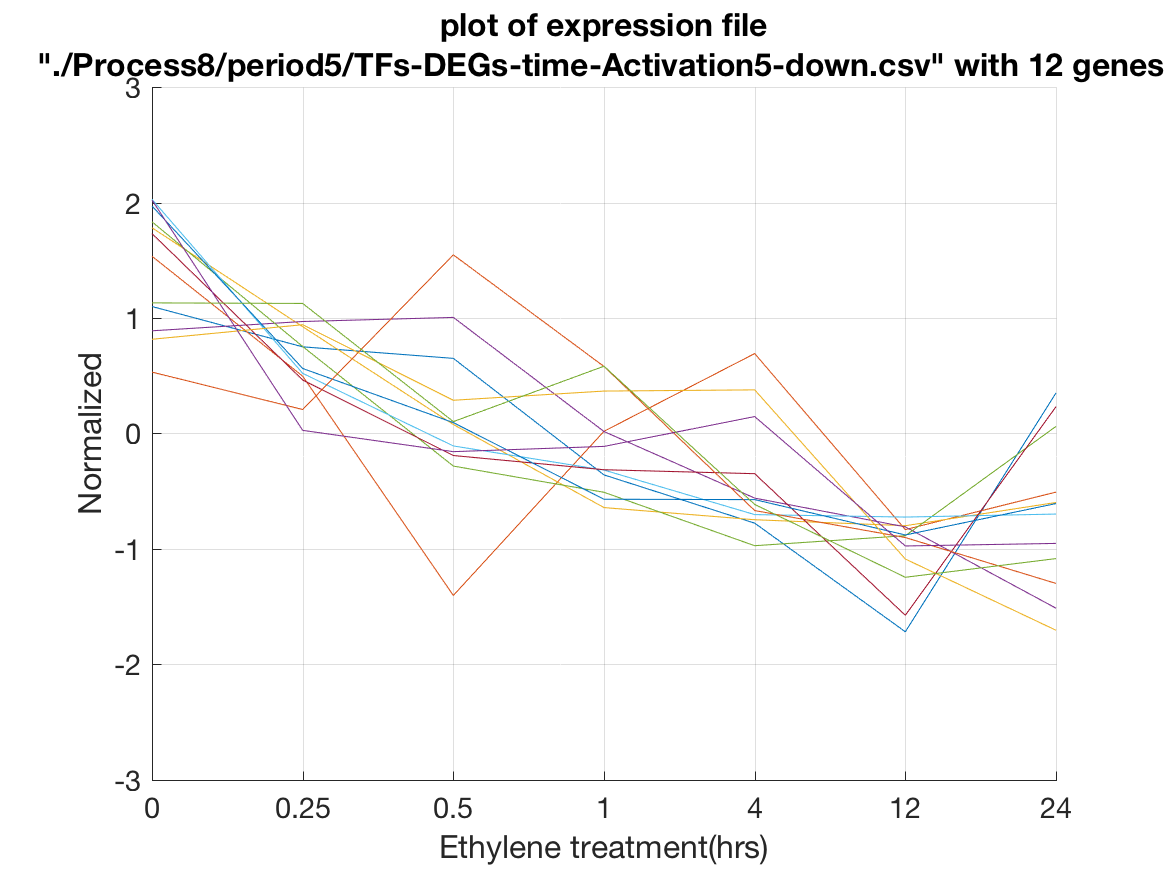 plot of expression file
"./Process8/period5/TFs-DEGs-time-Activation5-down.csv" with 12 genes
3
2
1
0
-1
-2
-3
Normalized
0 0.25 0.5 1 4 12 24
Ethylene treatment(hrs)